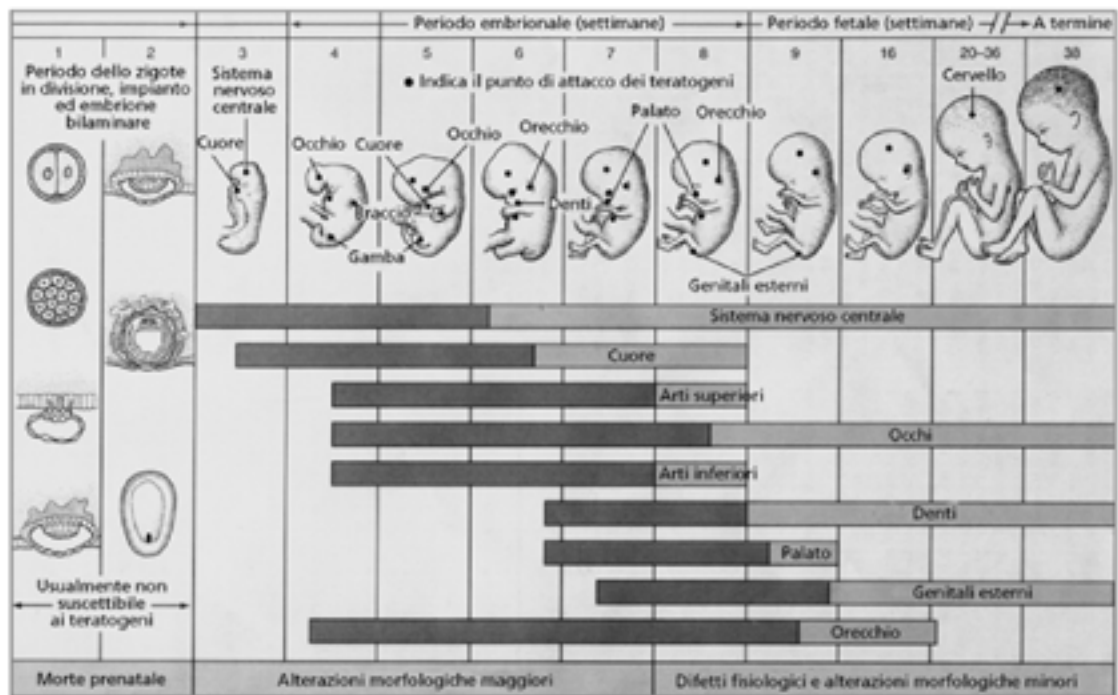 Periodo embrionale (settimane)
Periodo fetale (settimane)
A termine
1
2
3
4
5
6
7
8
9
16
20-36
38
Periodo dello zigote
in divisione, impianto
ed embrione
bilaminare
Sistema
nervoso
centrale
• Indica il punto di attacco dei teratogeni
Cervello
Cuore
Occhio
Cuore
Occhio
Orecchio
Palato
Orecchio
Braccio
Denti
Gamba
Genitali esterni
Sistema nervoso centrale
Cuore
Arti superiori
Occhi
Arti inferiori
Denti
Palato
Genitali esterni
Orecchio
Usualmente non
suscettibile
ai teratogeni
Morte prenatale
Alterazioni morfologiche maggiori
Difetti fisiologici e alterazioni morfologiche minori